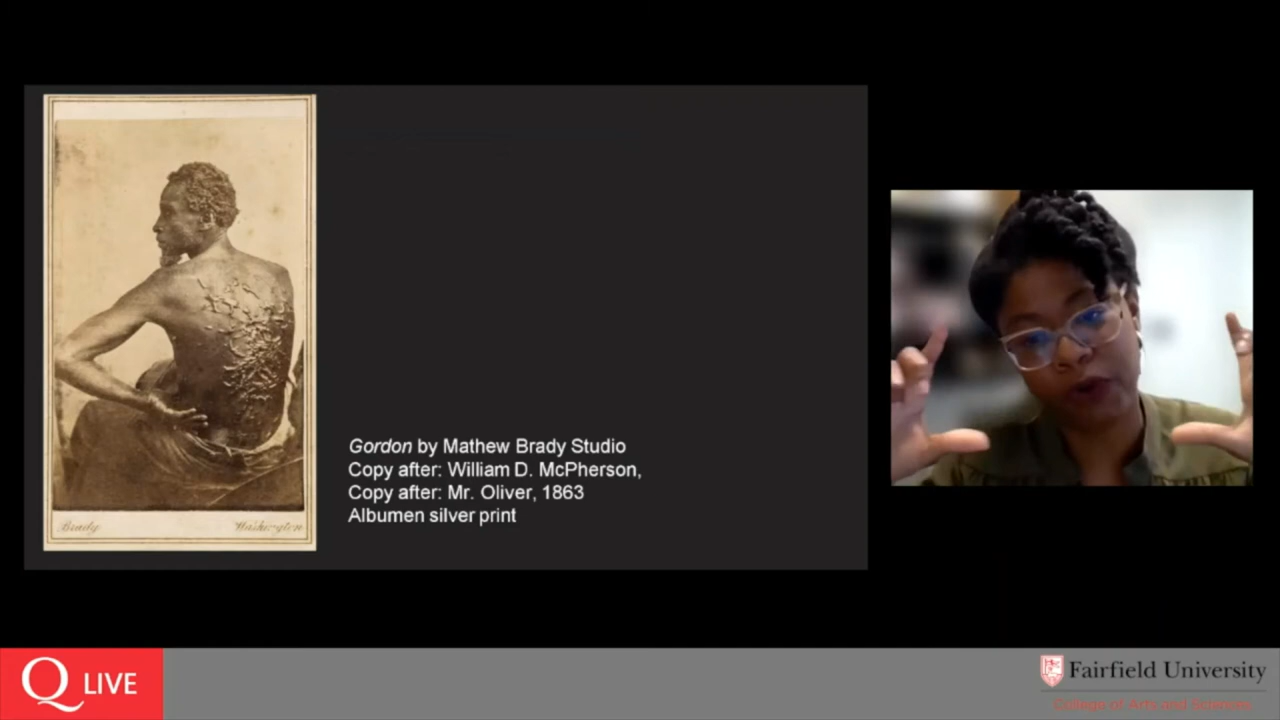 Gordon by Mathew Brady Studio
Copy after: William D. McPherson,
Copy after: Mr. Oliver, 1863
Albumen silver print
Brady Washington
Q LIVE
Fairfield University
College of Arts and Sciences